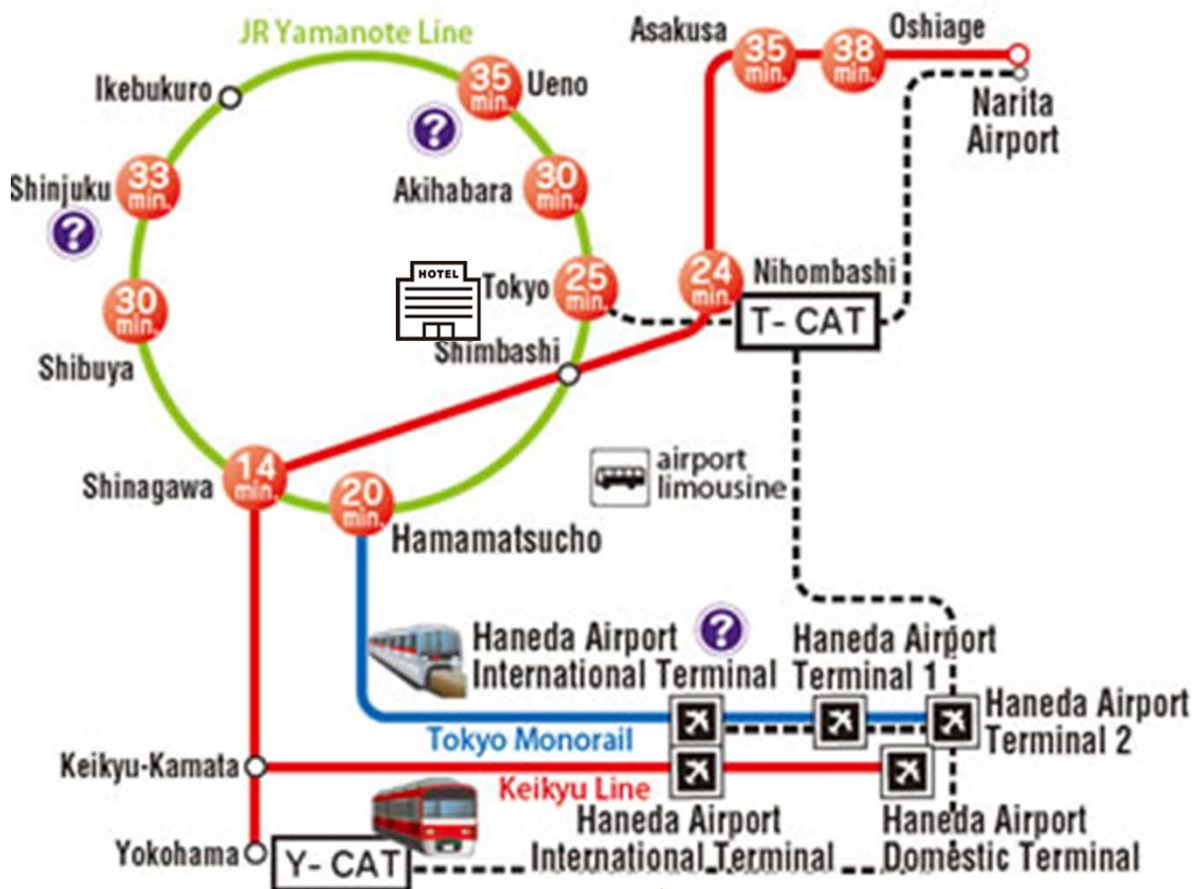 JR Yamanote Line
Asakusa
35
min.
38
min.
Oshiage
Narita
Airport
Ikebukuro
35
min.
Ueno
?
Shinjuku
33
min.
?
Akihabara
30
min.
HOTEL
Tokyo
25
min.
24
min.
Nihombashi
T-CAT
30
min.
Shibuya
Shimbashi
airport
limousine
Shinagawa
14
min.
20
min.
Hamamatsucho
Haneda Airport
International Terminal
?
Haneda Airport
Terminal 1
Haneda Airport
Terminal 2
Tokyo Monorail
Keikyu-Kamata
Keikyu Line
Haneda Airport
International Terminal
Haneda Airport
Domestic Terminal
Yokohama
Y-CAT